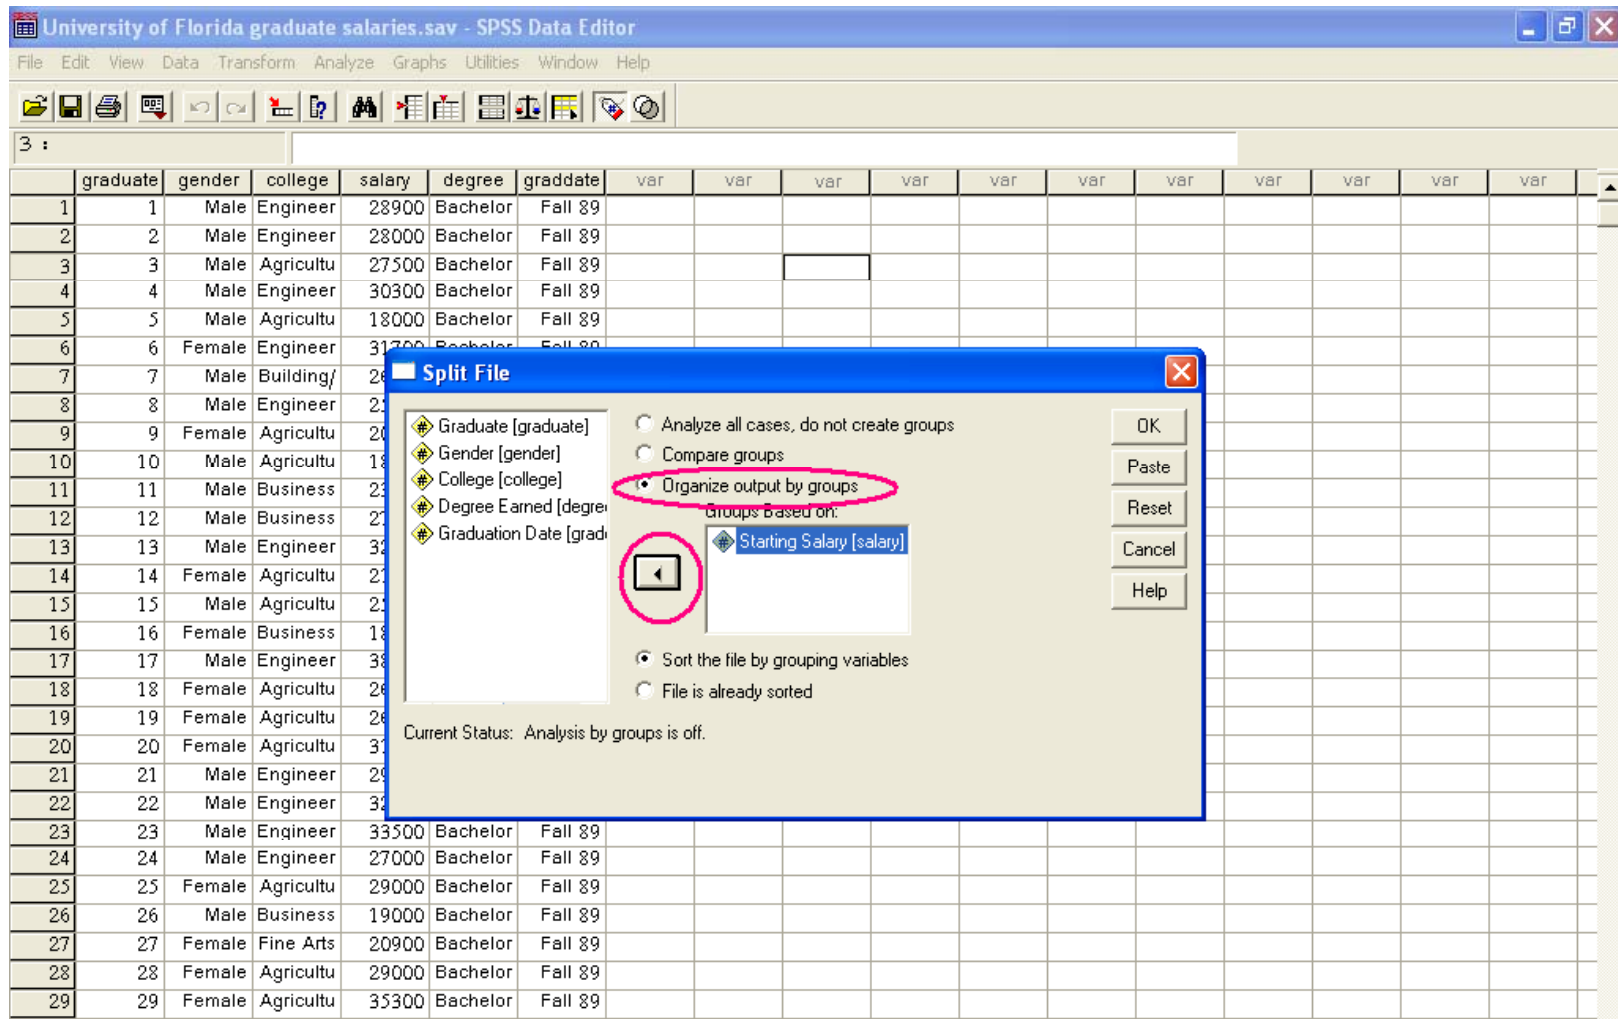 University of Florida graduate salaries.sav - SPSS Data Editor
File Edit View Data Transform Analyze Graphs Utilities Window Help
3 :
graduate gender college salary degree graddate var var var var var var var var var var var
1 1 Male Engineer 28900 Bachelor Fall 89
2 2 Male Engineer 28000 Bachelor Fall 89
3 3 Male Agricultu 27500 Bachelor Fall 89
4 4 Male Engineer 30300 Bachelor Fall 89
5 5 Male Agricultu 18000 Bachelor Fall 89
6 6 Female Engineer 31700 Bachelor Fall 89
7 7 Male Building/
8 8 Male Engineer
9 9 Female Agricultu
10 10 Male Agricultu
11 11 Male Business
12 12 Male Business
13 13 Male Engineer
14 14 Female Agricultu
15 15 Male Agricultu
16 16 Female Business
17 17 Male Engineer
18 18 Female Agricultu
19 19 Female Agricultu
20 20 Female Agricultu
21 21 Male Engineer
22 22 Male Engineer
23 23 Male Engineer 33500 Bachelor Fall 89
24 24 Male Engineer 27000 Bachelor Fall 89
25 25 Female Agricultu 29000 Bachelor Fall 89
26 26 Male Business 19000 Bachelor Fall 89
27 27 Female Fine Arts 20900 Bachelor Fall 89
28 28 Female Agricultu 29000 Bachelor Fall 89
29 29 Female Agricultu 35300 Bachelor Fall 89
Split File
Graduate [graduate]
Gender [gender]
College [college]
Degree Earned [degre
Graduation Date [grad
Analyze all cases, do not create groups
Compare groups
Organize output by groups
Groups Based on:
Starting Salary [salary]
Sort the file by grouping variables
File is already sorted
Current Status: Analysis by groups is off.
OK
Paste
Reset
Cancel
Help